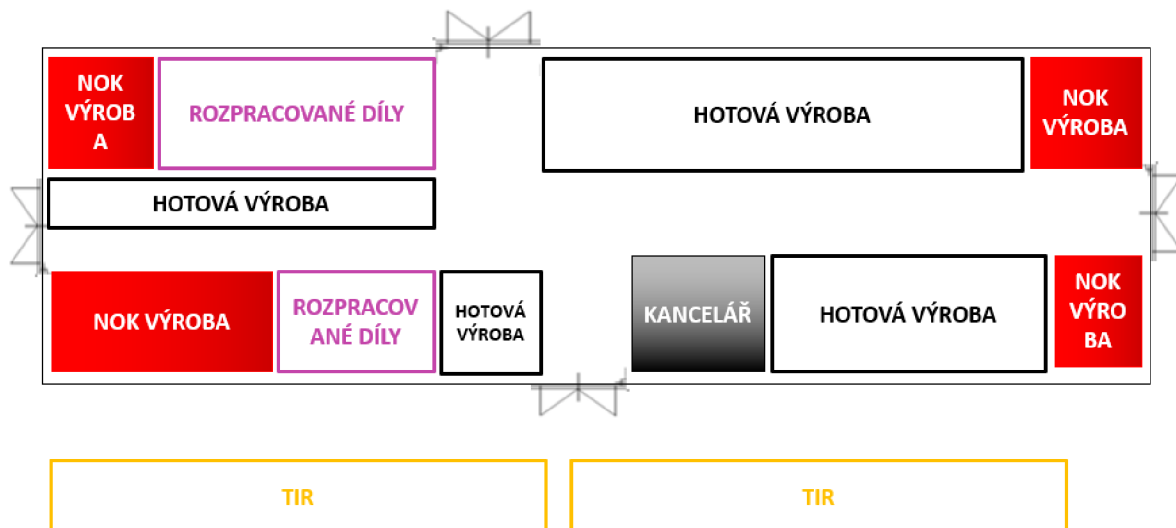 NOK
VÝROB
A
ROZPRACOVANÉ DÍLY
HOTOVÁ VÝROBA
NOK
VÝROBA
HOTOVÁ VÝROBA
NOK VÝROBA
ROZPRACOV
ANÉ DÍLY
HOTOVÁ
VÝROBA
KANCELÁŘ
HOTOVÁ VÝROBA
NOK
VÝRO
BA
TIR
TIR